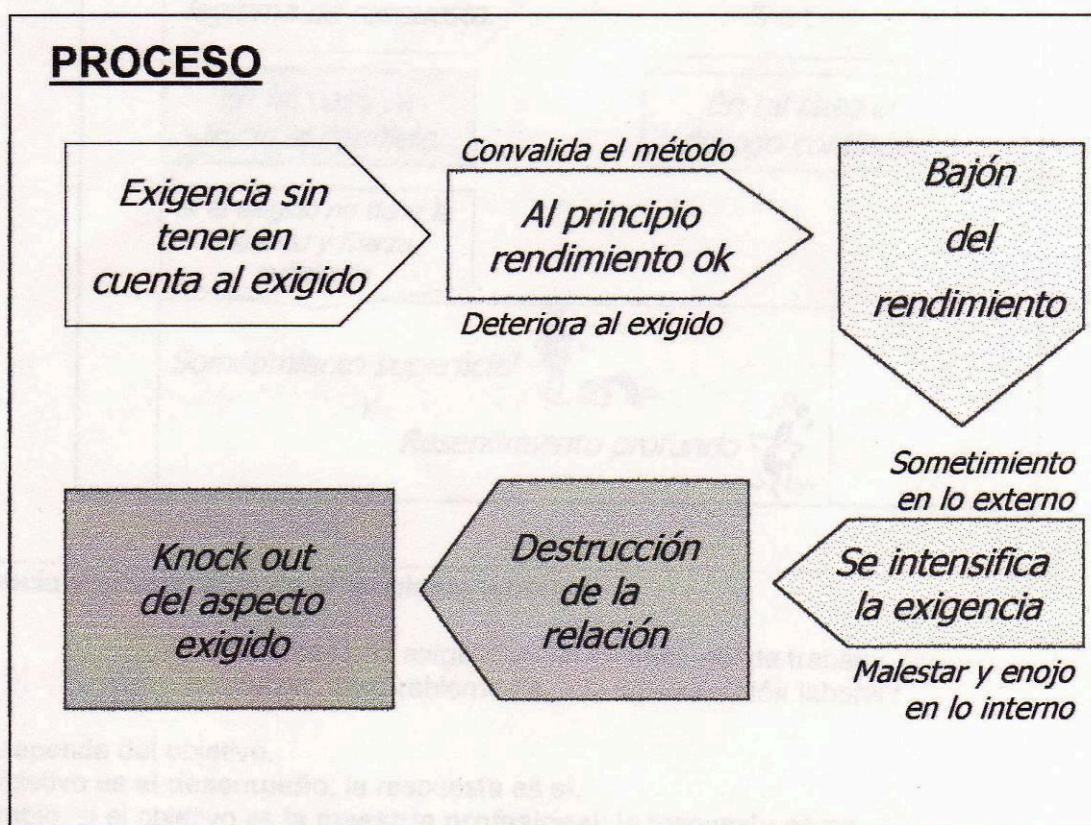 PROCESO
Exigencia sin
tener en
cuenta al exigido
Convalida el método
Al principio
rendimiento ok
Deteriora al exigido
Bajón
del
rendimiento
Sometimiento
en lo externo
Se intensifica
la exigencia
Malestar y enojo
en lo interno
Destrucción
de la
relación
Knock out
del aspecto
exigido